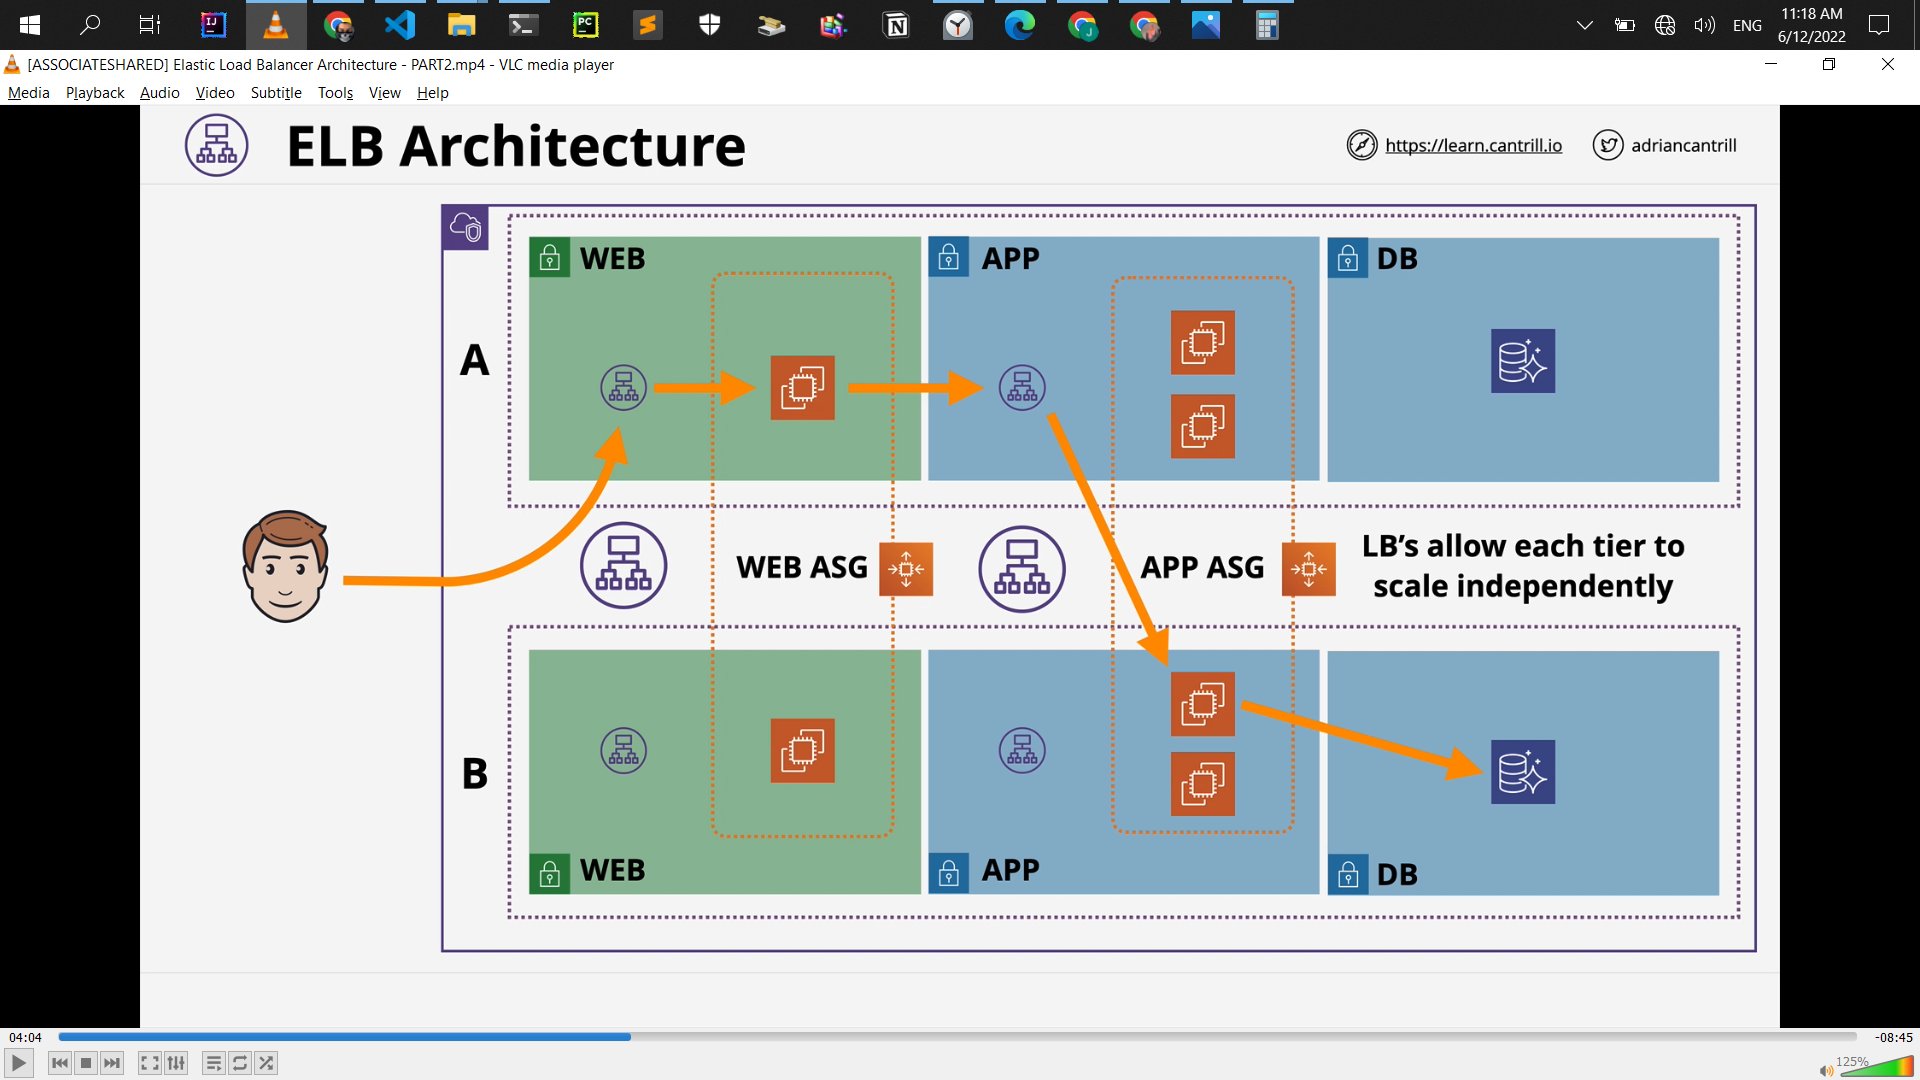 IJ
PC
N
J
ENG
11:18 AM
6/12/2022
[ASSOCIATESHARED] Elastic Load Balancer Architecture - PART2.mp4 - VLC media player
Media Playback Audio Video Subtitle Tools View Help
ELB Architecture
https://learn.cantrill.io
adriancantrill
WEB
APP
DB
A
WEB ASG
APP ASG
LB's allow each tier to
scale independently
B
WEB
APP
DB
04:04
-08:45
125%